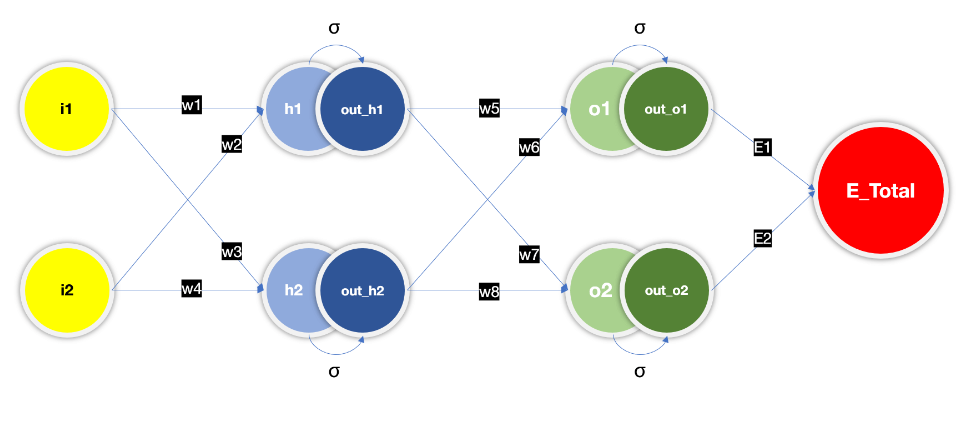 σ
σ
i1
w1
h1
out_h1
w5
o1
out_o1
w2
w6
E1
E_Total
w3
w7
E2
i2
w4
h2
out_h2
w8
o2
out_o2
σ
σ